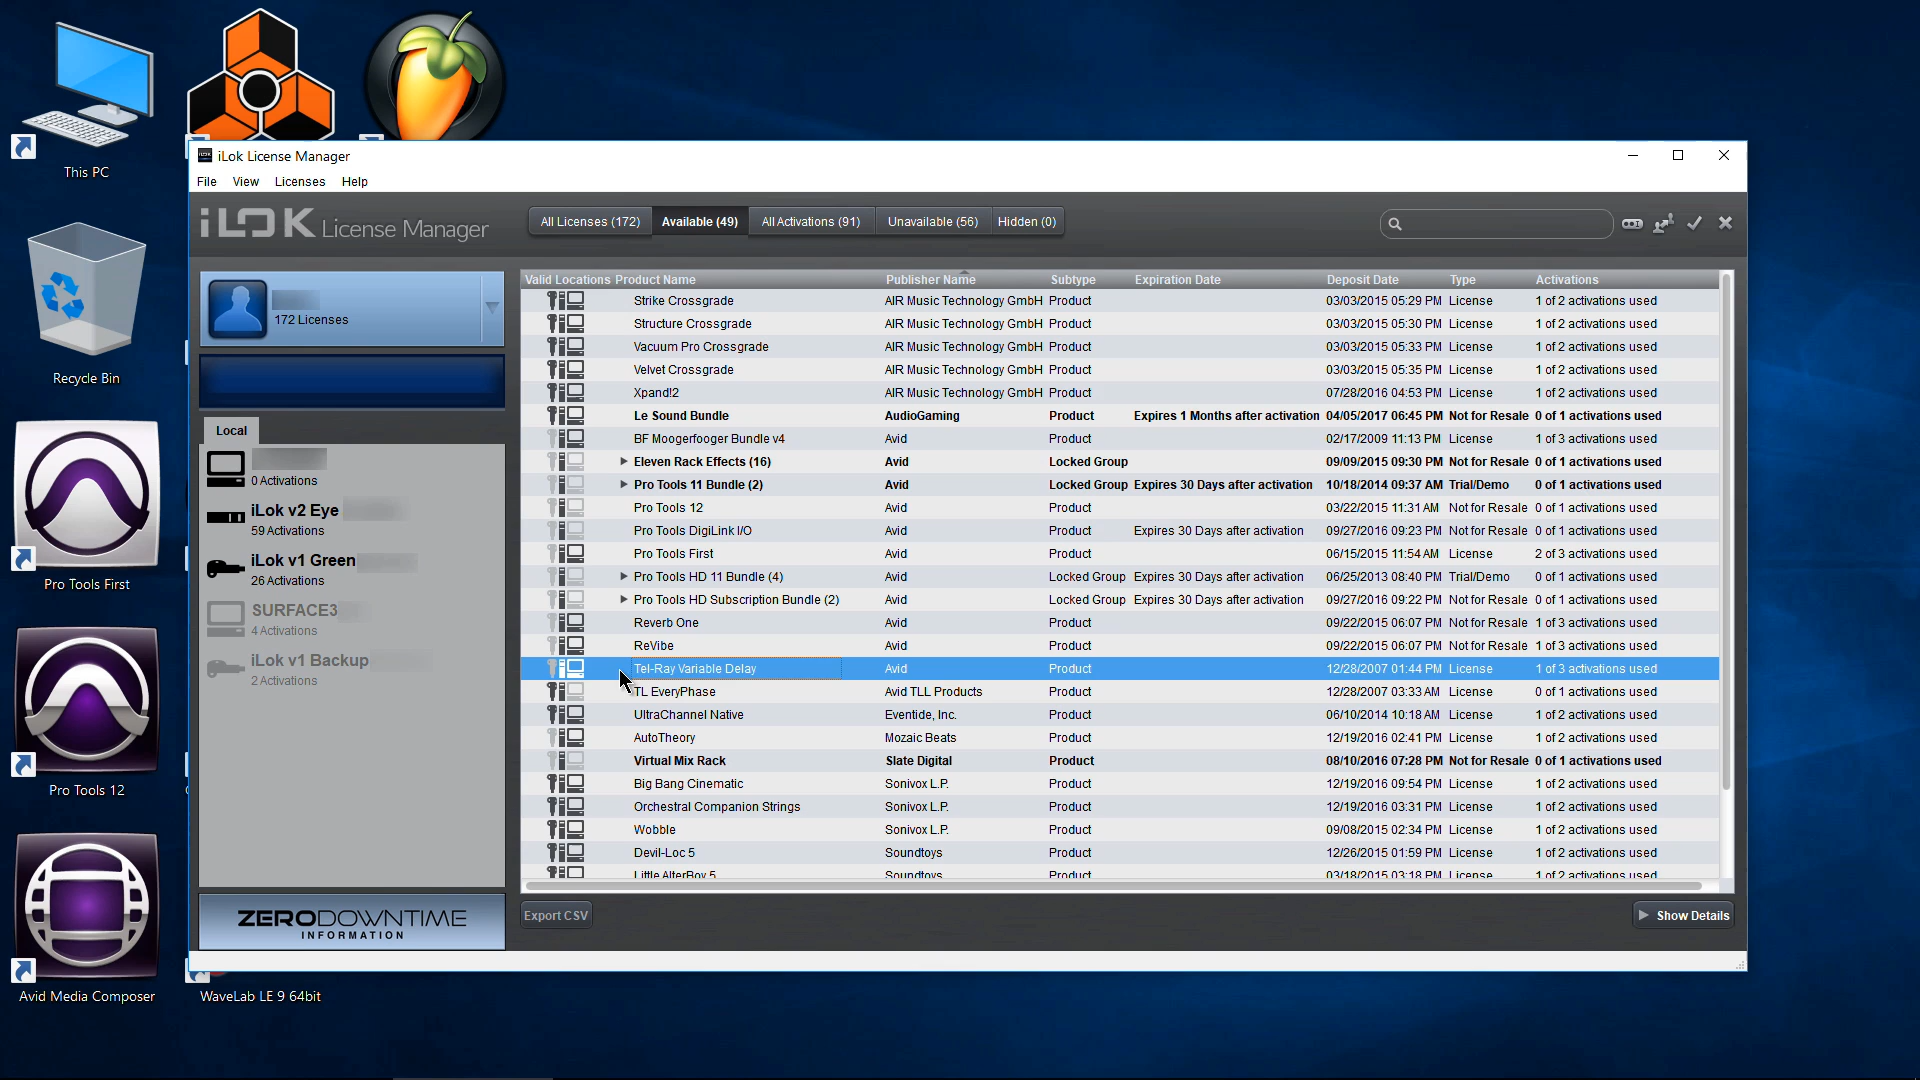 This PC
Recycle Bin
Pro Tools First
Pro Tools 12
Avid Media Composer
WaveLab LE 9 64bit
iLok License Manager
File View Licenses Help
iLOK License Manager
All Licenses (172) Available (49) All Activations (91) Unavailable (56) Hidden (0)
172 Licenses
Local
0 Activations
iLok v2 Eye
59 Activations
iLok v1 Green
26 Activations
SURFACE3
4 Activations
iLok v1 Backup
2 Activations
ZERODOWNTIME
INFORMATION
Valid Locations Product Name Publisher Name Subtype Expiration Date Deposit Date Type Activations
Strike Crossgrade AIR Music Technology GmbH Product 03/03/2015 05:29 PM License 1 of 2 activations used
Structure Crossgrade AIR Music Technology GmbH Product 03/03/2015 05:30 PM License 1 of 2 activations used
Vacuum Pro Crossgrade AIR Music Technology GmbH Product 03/03/2015 05:33 PM License 1 of 2 activations used
Velvet Crossgrade AIR Music Technology GmbH Product 03/03/2015 05:35 PM License 1 of 2 activations used
Xpand!2 AIR Music Technology GmbH Product 07/28/2016 04:53 PM License 1 of 2 activations used
Le Sound Bundle AudioGaming Product Expires 1 Months after activation 04/05/2017 06:45 PM Not for Resale 0 of 1 activations used
BF Moogerfooger Bundle v4 Avid Product 02/17/2009 11:13 PM License 1 of 3 activations used
Eleven Rack Effects (16) Avid Locked Group 09/09/2015 09:30 PM Not for Resale 0 of 1 activations used
Pro Tools 11 Bundle (2) Avid Locked Group Expires 30 Days after activation 10/18/2014 09:37 AM Trial/Demo 0 of 1 activations used
Pro Tools 12 Avid Product 03/22/2015 11:31 AM Not for Resale 0 of 1 activations used
Pro Tools DigiLink I/O Avid Product Expires 30 Days after activation 09/27/2016 09:23 PM Not for Resale 0 of 1 activations used
Pro Tools First Avid Product 06/15/2015 11:54 AM License 2 of 3 activations used
Pro Tools HD 11 Bundle (4) Avid Locked Group Expires 30 Days after activation 06/25/2013 08:40 PM Trial/Demo 0 of 1 activations used
Pro Tools HD Subscription Bundle (2) Avid Locked Group Expires 30 Days after activation 09/27/2016 09:22 PM Not for Resale 0 of 1 activations used
Reverb One Avid Product 09/22/2015 06:07 PM Not for Resale 1 of 3 activations used
ReVibe Avid Product 09/22/2015 06:07 PM Not for Resale 1 of 3 activations used
Tel-Ray Variable Delay Avid Product 12/28/2007 01:44 PM License 1 of 3 activations used
TL EveryPhase Avid TLL Products Product 12/28/2007 03:33 AM License 0 of 1 activations used
UltraChannel Native Eventide, Inc. Product 06/10/2014 10:18 AM License 1 of 2 activations used
AutoTheory Mozaic Beats Product 12/19/2016 02:41 PM License 1 of 2 activations used
Virtual Mix Rack Slate Digital Product 08/10/2016 07:28 PM Not for Resale 0 of 1 activations used
Big Bang Cinematic Sonivox L.P. Product 12/19/2016 09:54 PM License 1 of 2 activations used
Orchestral Companion Strings Sonivox L.P. Product 12/19/2016 03:31 PM License 1 of 2 activations used
Wobble Sonivox L.P. Product 09/08/2015 02:34 PM License 1 of 2 activations used
Devil-Loc 5 Soundtoys Product 12/26/2015 01:59 PM License 1 of 2 activations used
Little AlterBoy 5 Soundtoys Product 03/18/2015 03:18 PM License 1 of 2 activations used
Export CSV
Show Details